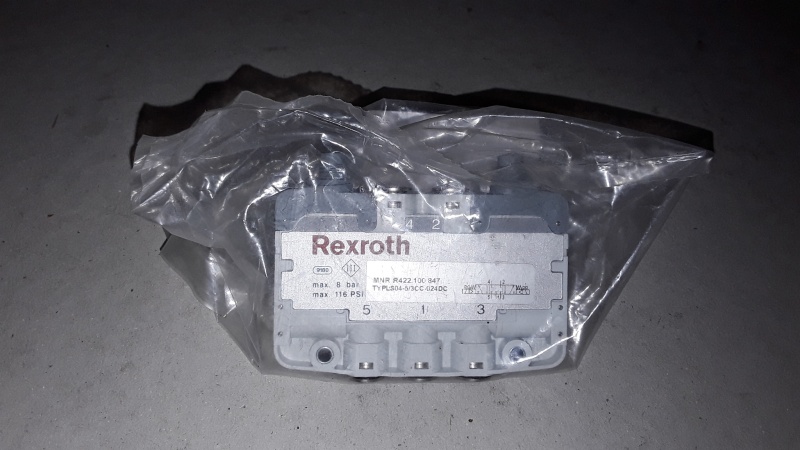 4 2
Rexroth
MNR R422 100 847
max. 8 bar
TYP LS04-5/3CC-024DC
max. 116 PSI
5 1 3